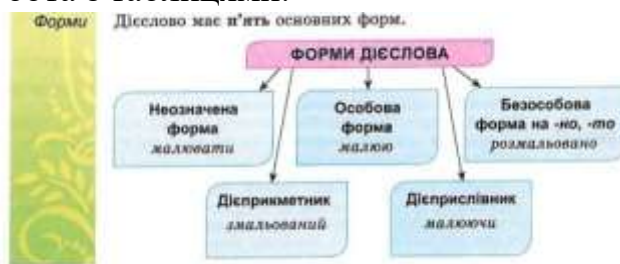 Форми
Дієслово має п'ять основних форм.
ФОРМИ ДІЄСЛОВА
Неозначена
форма
малювати
Особова
форма
малюю
Безособова
форма на -но, -то
розмальовано
Дієприкметник
змальований
Дієприслівник
малюючи